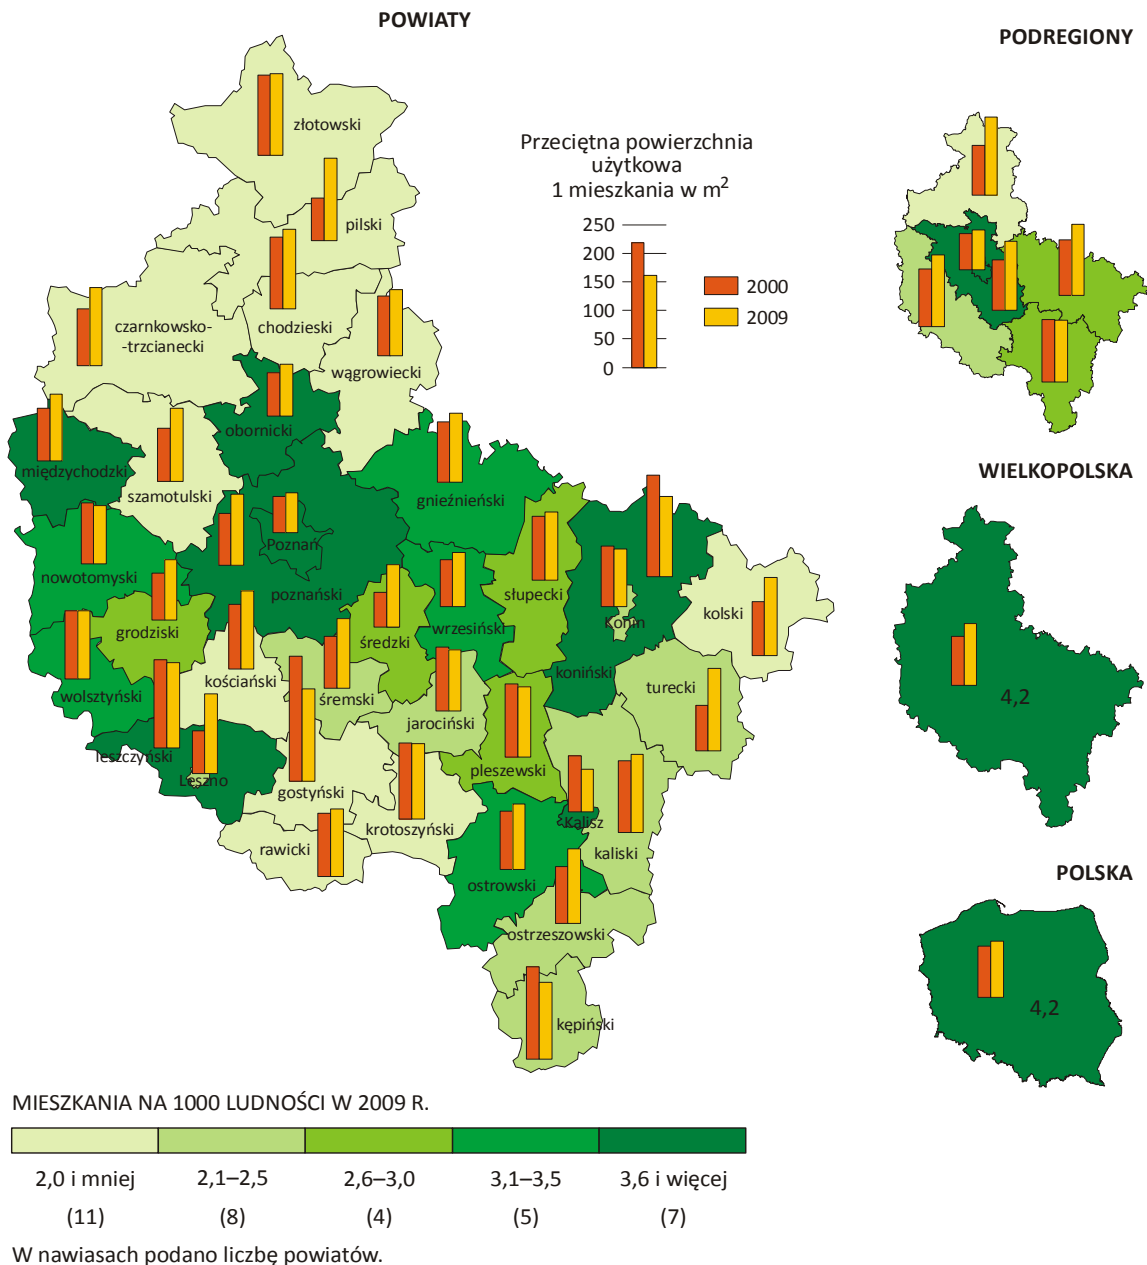 POWIATY
PODREGIONY
złotowski
Przeciętna powierzchnia
użytkowa
1 mieszkania w m²
pilski
250
200
150
100
50
0
2000
2009
czarnkowsko-
-trzcianecki
chodzieski
wągrowiecki
obornicki
międzychodzki
szamotulski
gnieźnieński
WIELKOPOLSKA
4,2
Poznań
nowotomyski
poznański
słupecki
kolski
Konin
grodziski
średzki
wrzesiński
koniński
kościański
turecki
wolsztyński
śremski
jarociński
leszczyński
Leszno
gostyński
pleszewski
krotoszyński
Kalisz
rawicki
kaliski
ostrowski
POLSKA
4,2
ostrzeszowski
kępiński
MIESZKANIA NA 1000 LUDNOŚCI W 2009 R.
2,0 i mniej 2,1–2,5 2,6–3,0 3,1–3,5 3,6 i więcej
(11) (8) (4) (5) (7)
W nawiasach podano liczbę powiatów.